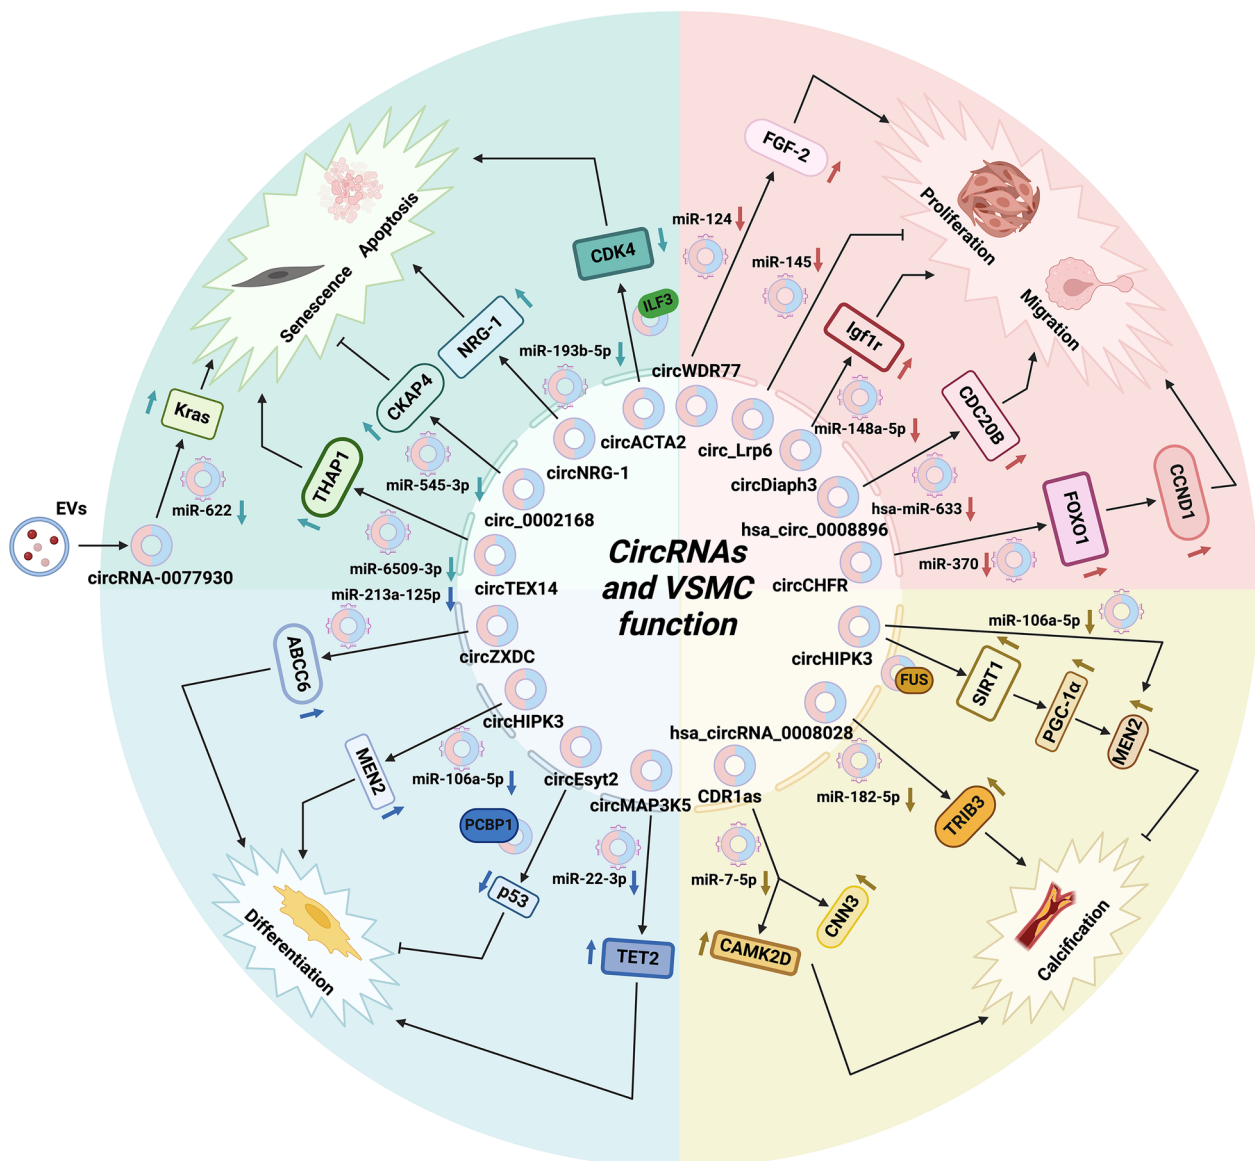 CircRNAs
and VSMC
function
Apoptosis
Senescence
CDK4
ILF3
NRG-1
miR-193b-5p
CKAP4
Kras
THAP1
miR-545-3p
miR-622
EVs
circRNA-0077930
miR-6509-3p
circACTA2
circNRG-1
circ_0002168
circTEX14
FGF-2
miR-124
miR-145
Proliferation
Migration
Igf1r
circWDR77
miR-148a-5p
CDC20B
circ_Lrp6
circDiaph3
hsa-miR-633
hsa_circ_0008896
FOXO1
CCND1
miR-370
circCHFR
miR-213a-125p
ABCC6
circZXDC
circHIPK3
MEN2
miR-106a-5p
circEsyt2
PCBP1
circMAP3K5
miR-22-3p
p53
TET2
Differentiation
miR-106a-5p
circHIPK3
FUS
SIRT1
PGC-1α
MEN2
hsa_circRNA_0008028
miR-182-5p
TRIB3
CDR1as
miR-7-5p
CNN3
CAMK2D
Calcification